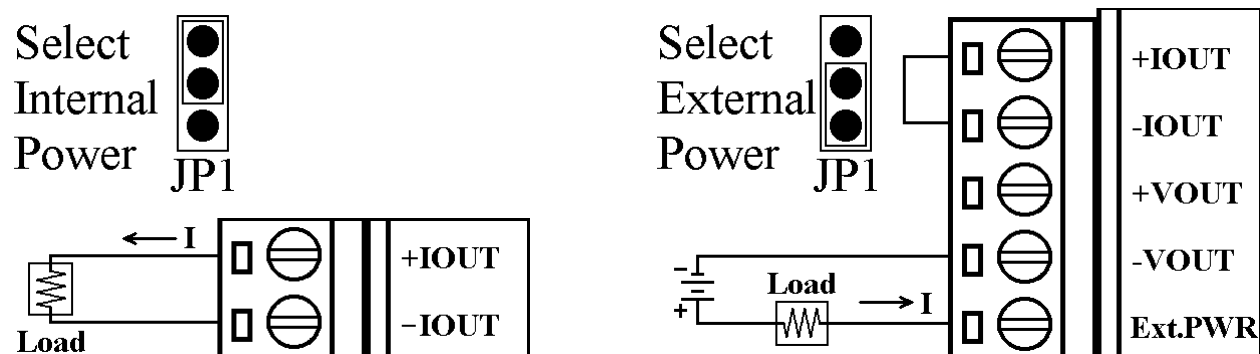 Select
Internal
Power
JP1
I
+IOUT
−IOUT
Load
Select
External
Power
JP1
+IOUT
-IOUT
+VOUT
-VOUT
Ext.PWR
−
+
Load
I